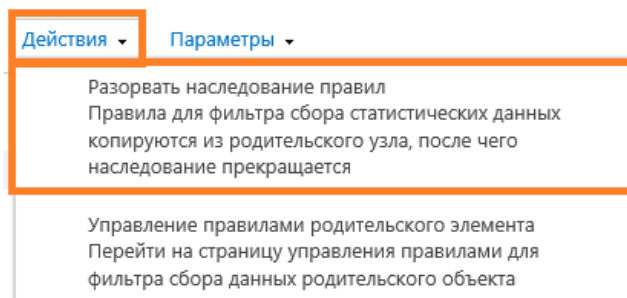 Действия Параметры
Разорвать наследование правил
Правила для фильтра сбора статистических данных
копируются из родительского узла, после чего
наследование прекращается
Управление правилами родительского элемента
Перейти на страницу управления правилами для
фильтра сбора данных родительского объекта